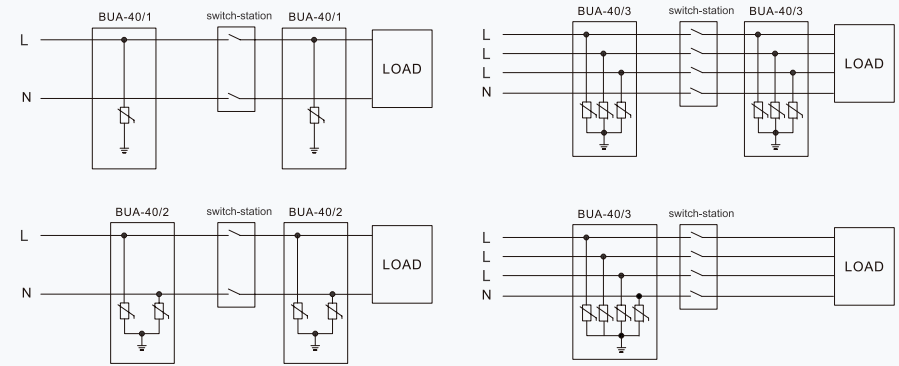 BUA-40/1 switch-station BUA-40/1
L
LOAD
N
BUA-40/3 switch-station BUA-40/3
L
L
LOAD
L
N
BUA-40/2 switch-station BUA-40/2
L
LOAD
N
BUA-40/3 switch-station
L
L
LOAD
L
N